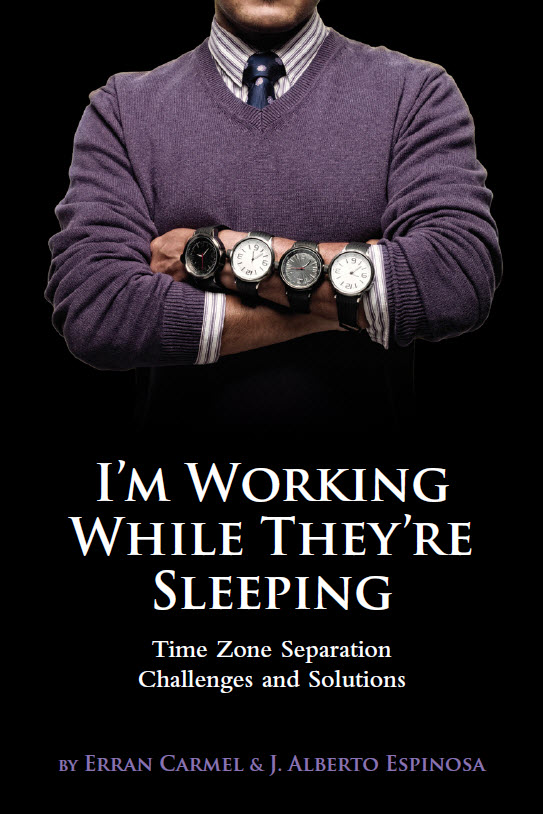 I'm Working
While They're
Sleeping
Time Zone Separation
Challenges and Solutions
by Erran Carmel & J. Alberto Espinosa